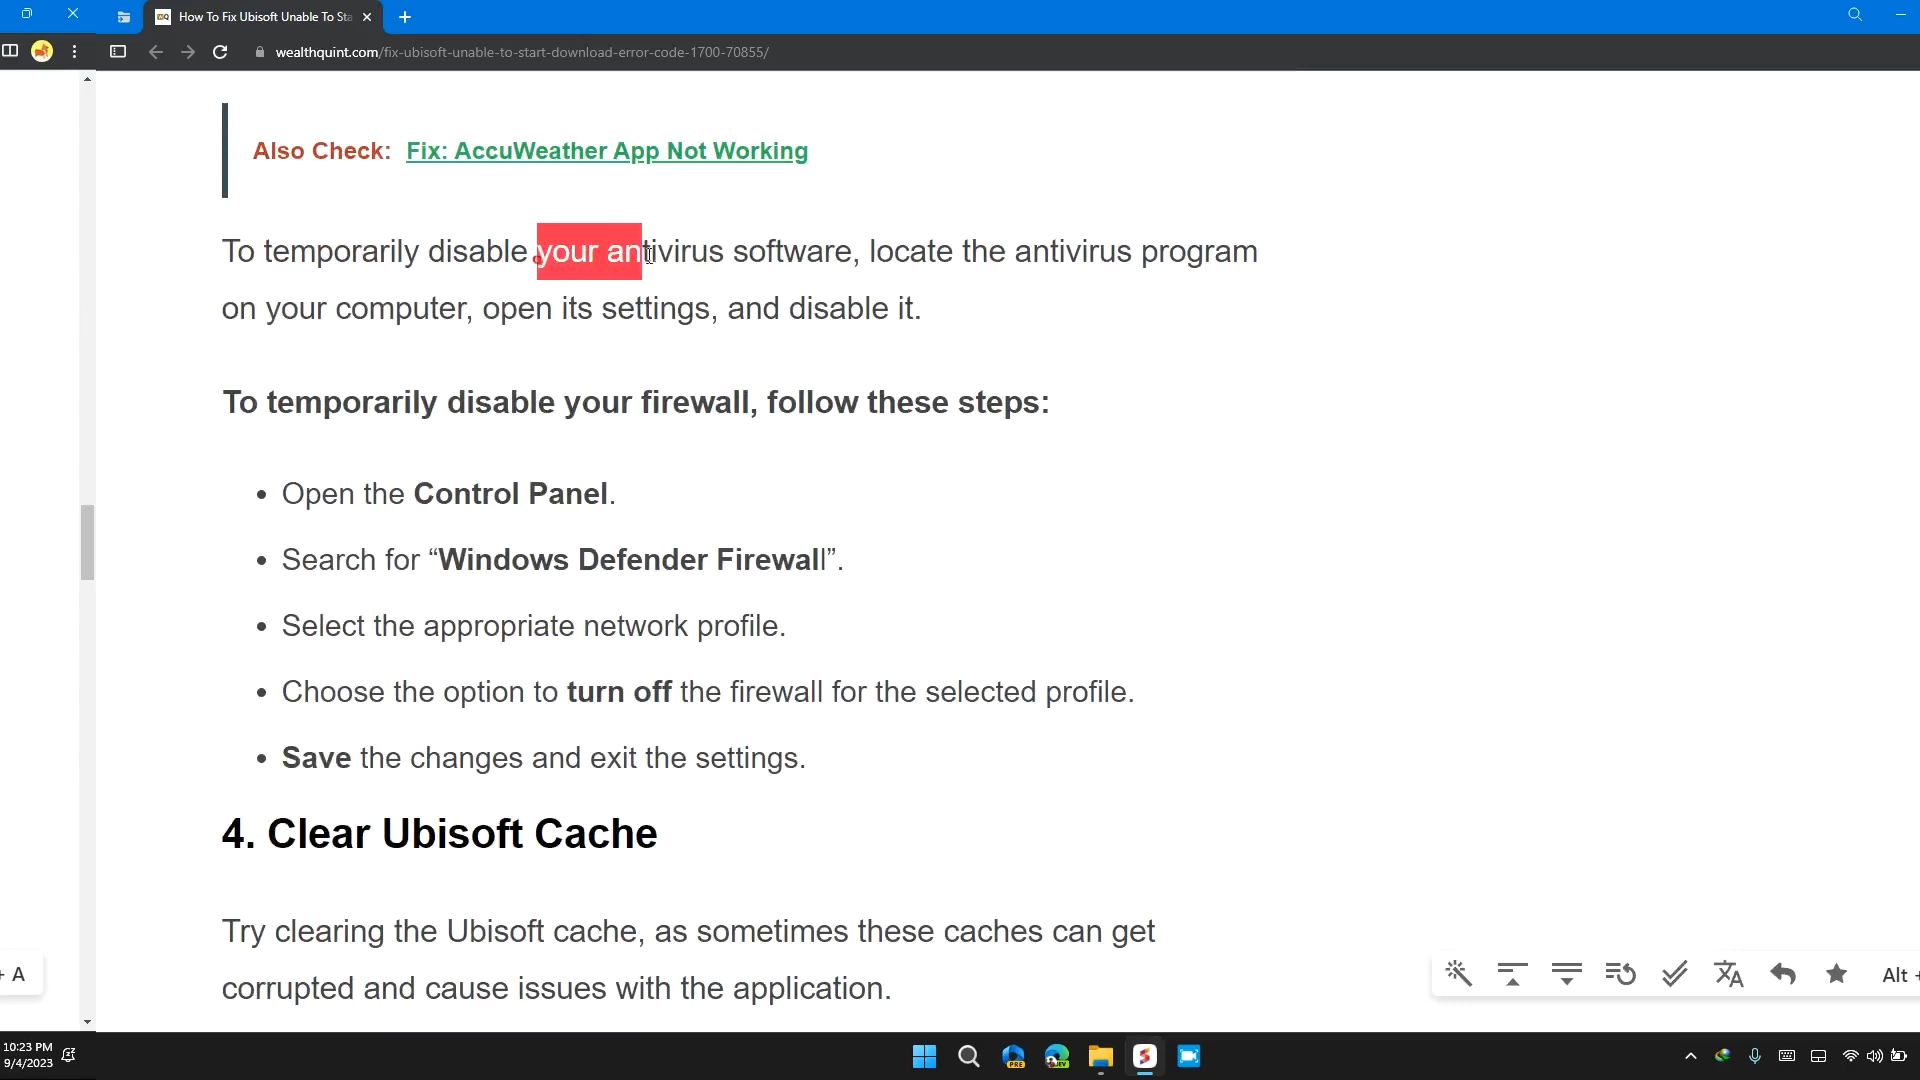 How To Fix Ubisoft Unable To Sta
wealthquint.com/fix-ubisoft-unable-to-start-download-error-code-1700-70855/
Also Check: Fix: AccuWeather App Not Working
To temporarily disable your antivirus software, locate the antivirus program
on your computer, open its settings, and disable it.
To temporarily disable your firewall, follow these steps:
• Open the Control Panel.
• Search for “Windows Defender Firewall”.
• Select the appropriate network profile.
• Choose the option to turn off the firewall for the selected profile.
• Save the changes and exit the settings.
4. Clear Ubisoft Cache
Try clearing the Ubisoft cache, as sometimes these caches can get
corrupted and cause issues with the application.
+ A
Alt +
10:23 PM
9/4/2023
PRE